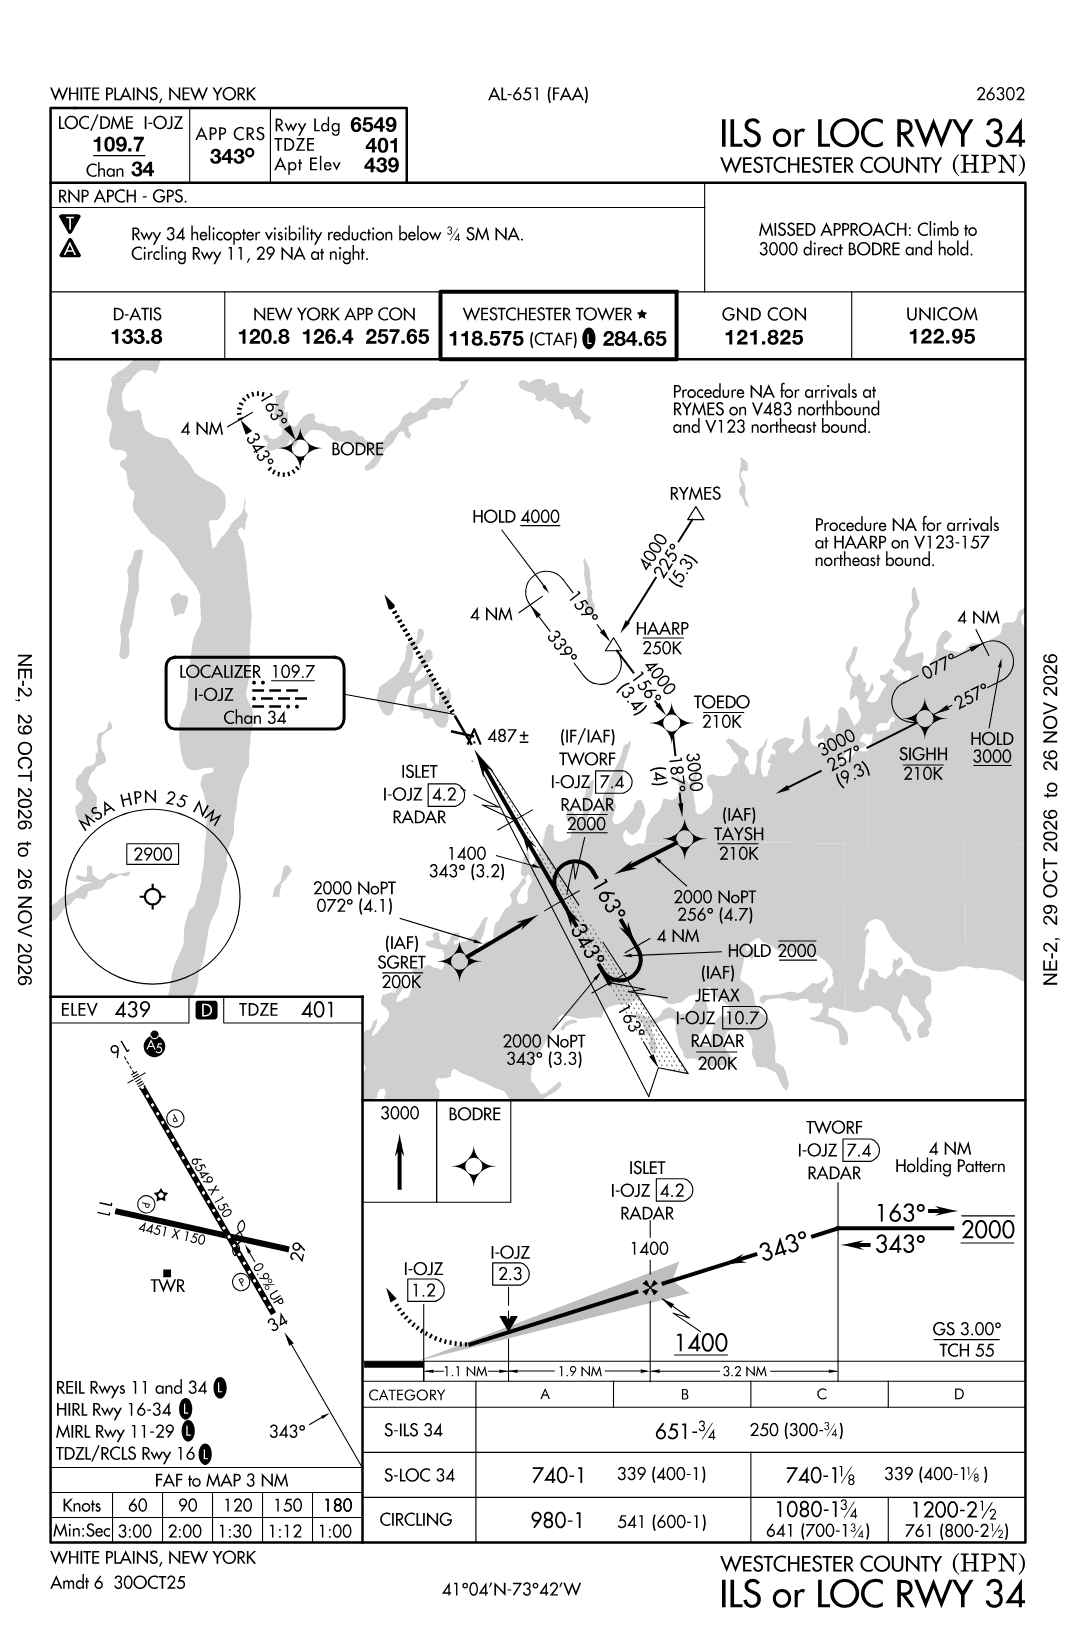 WHITE PLAINS, NEW YORK
AL-651 (FAA)
26302
LOC/DME I-OJZ
109.7
Chan 34
APP CRS
343°
Rwy Ldg 6549
TDZE 401
Apt Elev 439
ILS or LOC RWY 34
WESTCHESTER COUNTY (HPN)
RNP APCH - GPS.
T
A
Rwy 34 helicopter visibility reduction below ¾ SM NA.
Circling Rwy 11, 29 NA at night.
MISSED APPROACH: Climb to
3000 direct BODRE and hold.
D-ATIS
133.8
NEW YORK APP CON
120.8 126.4 257.65
WESTCHESTER TOWER ★
118.575 (CTAF) L 284.65
GND CON
121.825
UNICOM
122.95
Procedure NA for arrivals at
RYMES on V483 northbound
and V123 northeast bound.
4 NM
163°
343°
BODRE
RYMES
HOLD 4000
4000
225°
(5.3)
Procedure NA for arrivals
at HAARP on V123-157
northeast bound.
4 NM
159°
339°
HAARP
250K
4000
156°
(3.4)
4 NM
077°
257°
SIGHH
210K
HOLD
3000
3000
257°
(9.3)
LOCALIZER 109.7
I-OJZ
Chan 34
TOEDO
210K
487±
(IF/IAF)
TWORF
I-OJZ 7.4
RADAR
2000
3000
187°
(4)
ISLET
I-OJZ 4.2
RADAR
(IAF)
TAYSH
210K
MSA HPN 25 NM
2900
1400
343° (3.2)
2000 NoPT
072° (4.1)
2000 NoPT
256° (4.7)
163°
343°
4 NM
HOLD 2000
(IAF)
SGRET
200K
(IAF)
JETAX
I-OJZ 10.7
RADAR
200K
163°
2000 NoPT
343° (3.3)
NE-2, 29 OCT 2026 to 26 NOV 2026
NE-2, 29 OCT 2026 to 26 NOV 2026
ELEV 439
D
TDZE 401
16
A5
P
6549 X 150
11
P
4451 X 150
29
P
0.9% UP
TWR
34
343°
REIL Rwys 11 and 34 L
HIRL Rwy 16-34 L
MIRL Rwy 11-29 L
TDZL/RCLS Rwy 16 L
FAF to MAP 3 NM
Knots 60 90 120 150 180
Min:Sec 3:00 2:00 1:30 1:12 1:00
3000
BODRE
TWORF
I-OJZ 7.4
RADAR
4 NM
Holding Pattern
ISLET
I-OJZ 4.2
RADAR
1400
163°
343°
2000
343°
I-OJZ
2.3
I-OJZ
1.2
1400
GS 3.00°
TCH 55
1.1 NM
1.9 NM
3.2 NM
CATEGORY A B C D
S-ILS 34 651-¾ 250 (300-¾)
S-LOC 34 740-1 339 (400-1) 740-1⅛ 339 (400-1⅛)
CIRCLING 980-1 541 (600-1) 1080-1¾ 641 (700-1¾) 1200-2½ 761 (800-2½)
WHITE PLAINS, NEW YORK
Amdt 6 30OCT25
41°04'N-73°42'W
WESTCHESTER COUNTY (HPN)
ILS or LOC RWY 34